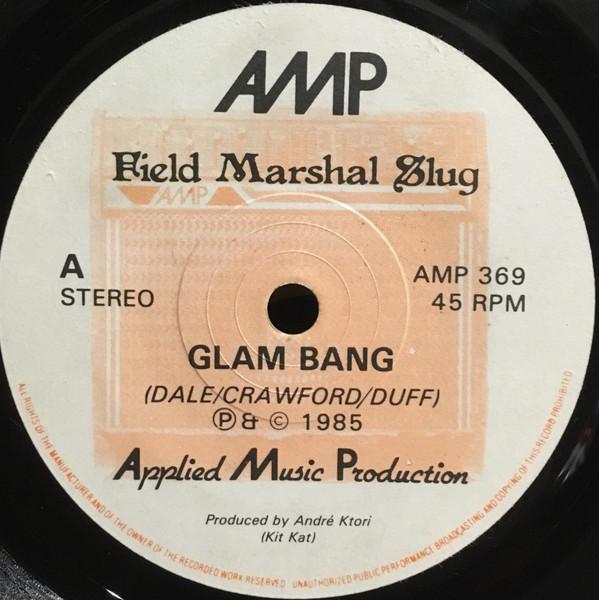 AMP
Field Marshal Slug
AMP
A
STEREO
AMP 369
45 RPM
GLAM BANG
(DALE/CRAWFORD/DUFF)
℗ & © 1985
Applied Music Production
Produced by André Ktori
(Kit Kat)
ALL RIGHTS OF THE MANUFACTURER AND OF THE OWNER OF THE RECORDED WORK RESERVED UNAUTHORIZED PUBLIC PERFORMANCE BROADCASTING AND COPYING OF THIS RECORD PROHIBITED